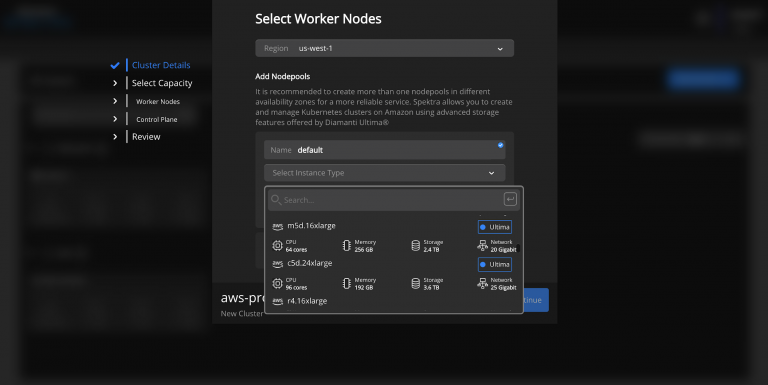 Select Worker Nodes
Region us-west-1
Cluster Details
Select Capacity
Worker Nodes
Control Plane
Review
Add Nodepools
It is recommended to create more than one nodepools in different
availability zones for a more reliable service. Spektra allows you to create
and manage Kubernetes clusters on Amazon using advanced storage
features offered by Diamanti Ultima®
Name default
Select Instance Type
Search...
aws m5d.16xlarge Ultima
CPU Memory Storage Network
64 cores 256 GB 2.4 TB 20 Gigabit
aws c5d.24xlarge Ultima
CPU Memory Storage Network
96 cores 192 GB 3.6 TB 25 Gigabit
aws r4.16xlarge
New Cluster